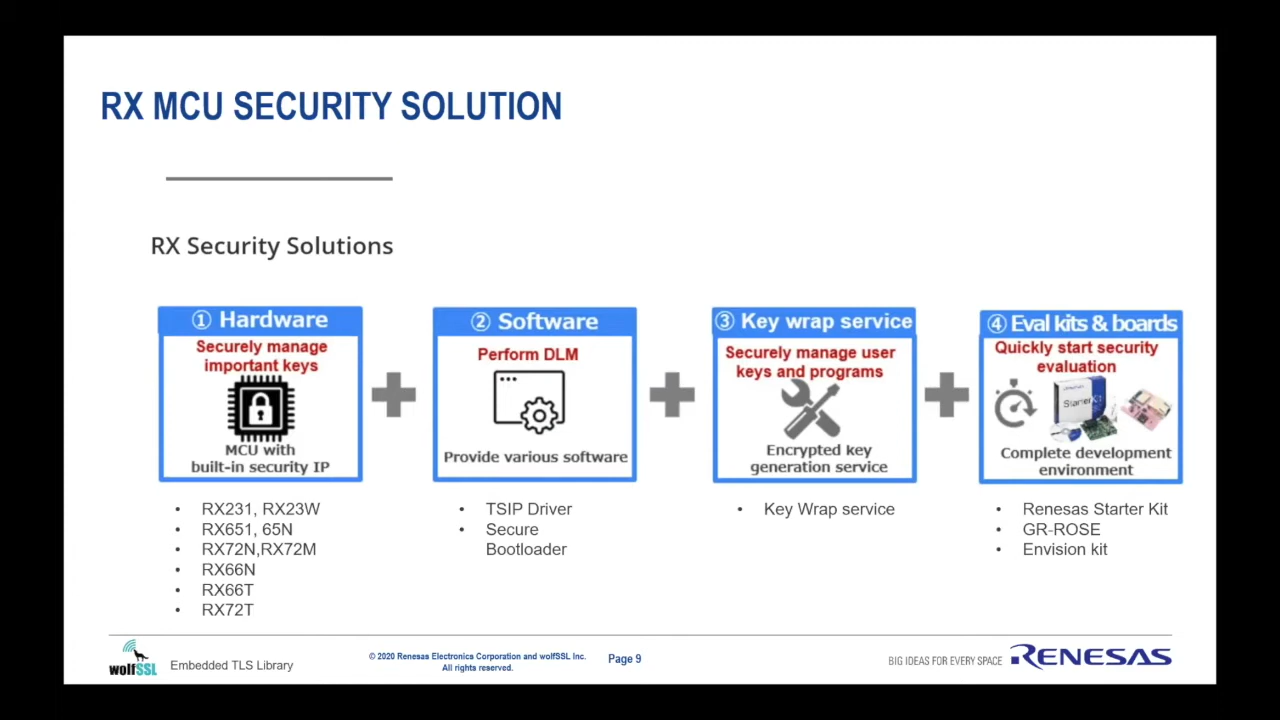 RX MCU SECURITY SOLUTION
RX Security Solutions
① Hardware
Securely manage
important keys
MCU with
built-in security IP
• RX231, RX23W
• RX651, 65N
• RX72N,RX72M
• RX66N
• RX66T
• RX72T
② Software
Perform DLM
Provide various software
• TSIP Driver
• Secure
Bootloader
③ Key wrap service
Securely manage user
keys and programs
Encrypted key
generation service
• Key Wrap service
④ Eval kits & boards
Quickly start security
evaluation
StarterKit
Complete development
environment
• Renesas Starter Kit
• GR-ROSE
• Envision kit
wolfSSL
Embedded TLS Library
© 2020 Renesas Electronics Corporation and wolfSSL Inc.
All rights reserved.
Page 9
BIG IDEAS FOR EVERY SPACE
RENESAS